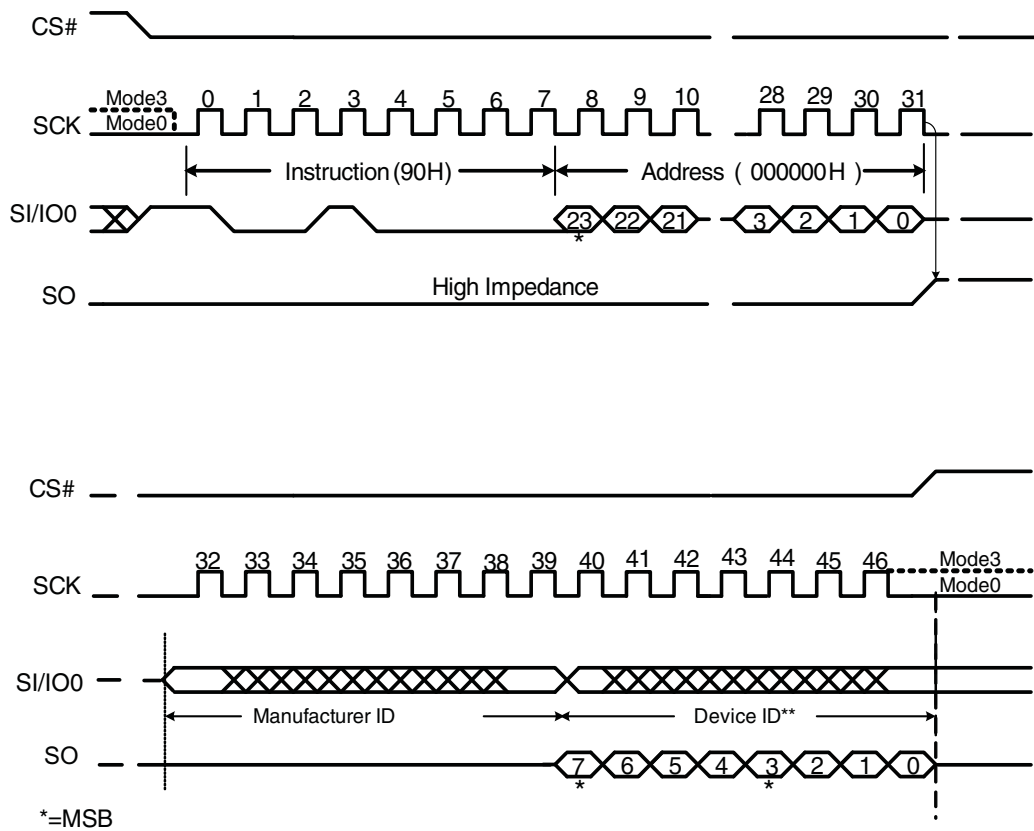 CS#
Mode3
0 1 2 3 4 5 6 7 8 9 10 28 29 30 31
SCK
Mode0
Instruction (90H)
Address ( 000000H )
SI/IO0
23 22 21 3 2 1 0
*
High Impedance
SO
CS#
32 33 34 35 36 37 38 39 40 41 42 43 44 45 46
Mode3
SCK
Mode0
SI/IO0
Manufacturer ID
Device ID**
SO
7 6 5 4 3 2 1 0
* *
*=MSB